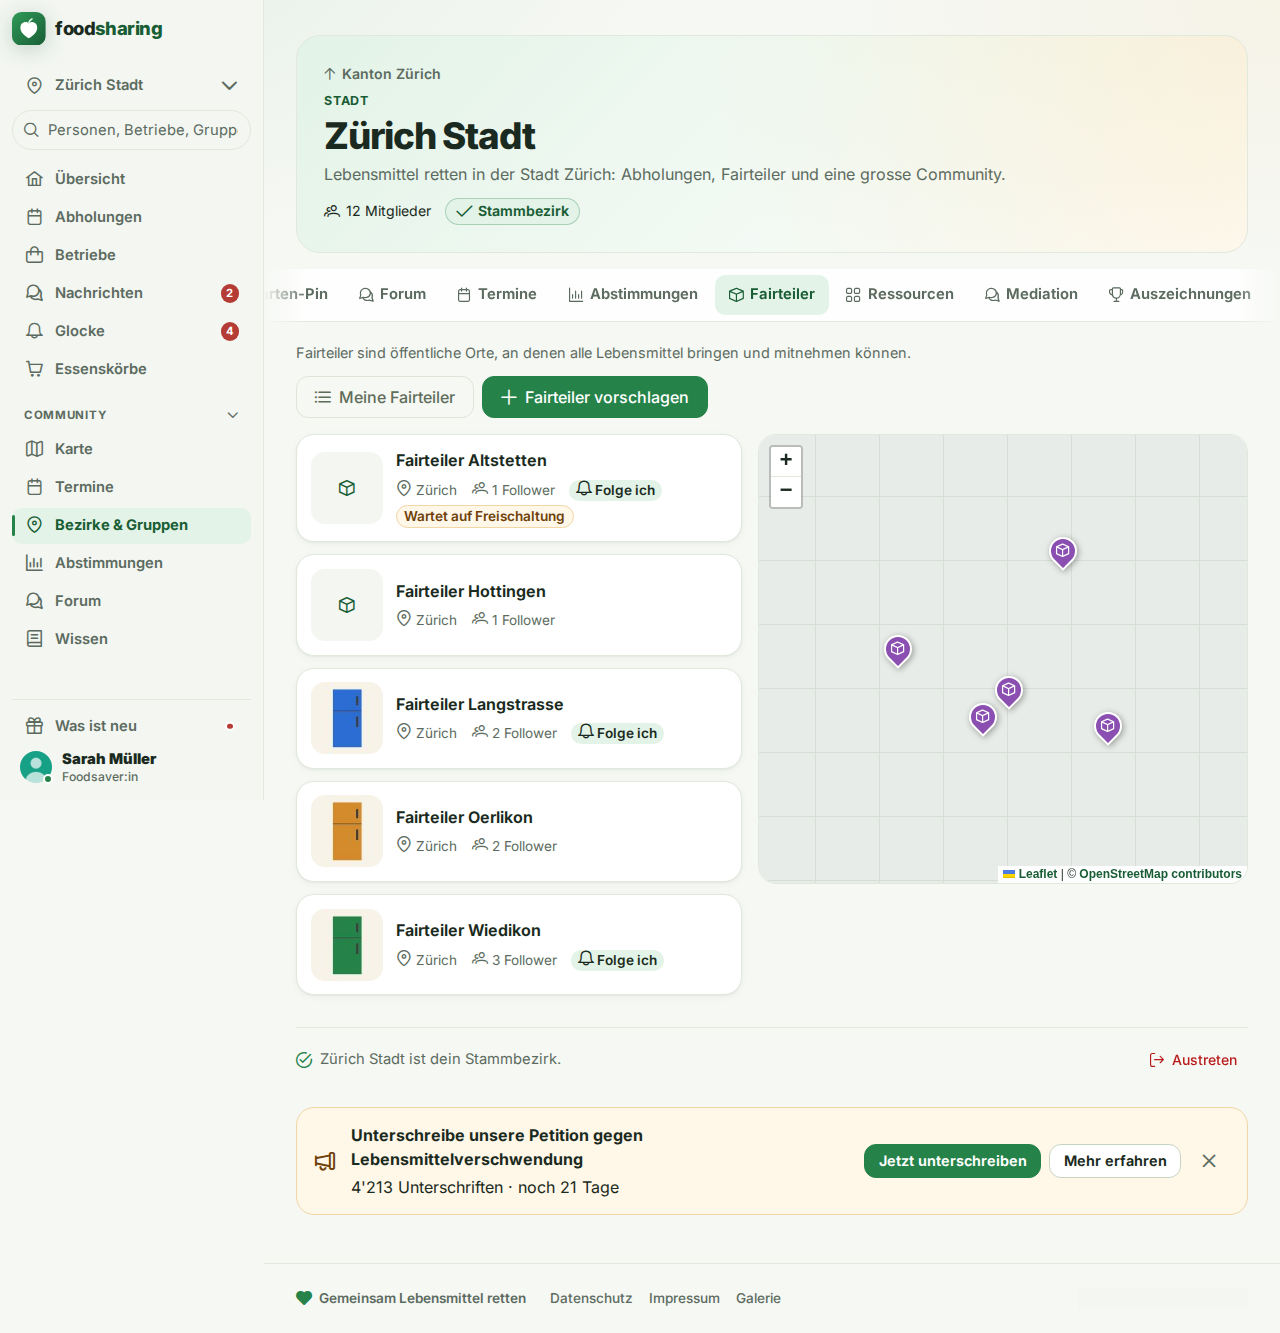 foodsharing
Zürich Stadt
Personen, Betriebe, Grupp
Übersicht
Abholungen
Betriebe
Nachrichten 2
Glocke 4
Essenskörbe
COMMUNITY
Karte
Termine
Bezirke & Gruppen
Abstimmungen
Forum
Wissen
Was ist neu
Sarah Müller
Foodsaver:in
Kanton Zürich
STADT
Zürich Stadt
Lebensmittel retten in der Stadt Zürich: Abholungen, Fairteiler und eine grosse Community.
12 Mitglieder Stammbezirk
rten-Pin Forum Termine Abstimmungen Fairteiler Ressourcen Mediation Auszeichnungen
Fairteiler sind öffentliche Orte, an denen alle Lebensmittel bringen und mitnehmen können.
Meine Fairteiler Fairteiler vorschlagen
Fairteiler Altstetten
Zürich 1 Follower Folge ich
Wartet auf Freischaltung
Fairteiler Hottingen
Zürich 1 Follower
Fairteiler Langstrasse
Zürich 2 Follower Folge ich
Fairteiler Oerlikon
Zürich 2 Follower
Fairteiler Wiedikon
Zürich 3 Follower Folge ich
+
−
Leaflet | © OpenStreetMap contributors
Zürich Stadt ist dein Stammbezirk. Austreten
Unterschreibe unsere Petition gegen
Lebensmittelverschwendung
4'213 Unterschriften · noch 21 Tage
Jetzt unterschreiben Mehr erfahren
Gemeinsam Lebensmittel retten Datenschutz Impressum Galerie